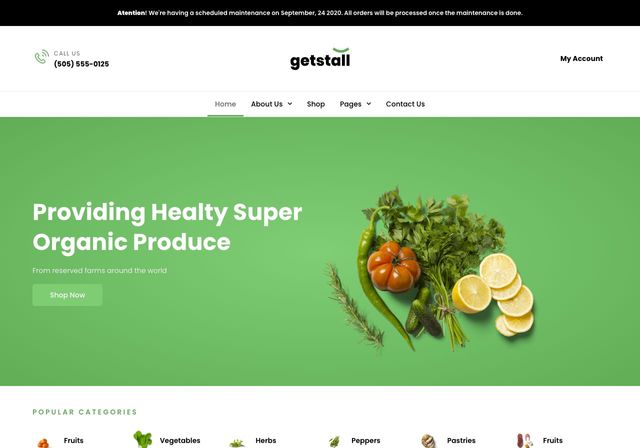 Atention! We're having a scheduled maintenance on September, 24 2020. All orders will be processed once the maintenance is done.
CALL US
(505) 555-0125
getstall
My Account
Home
About Us
Shop
Pages
Contact Us
Providing Healty Super
Organic Produce
From reserved farms around the world
Shop Now
POPULAR CATEGORIES
Fruits
Vegetables
Herbs
Peppers
Pastries
Fruits